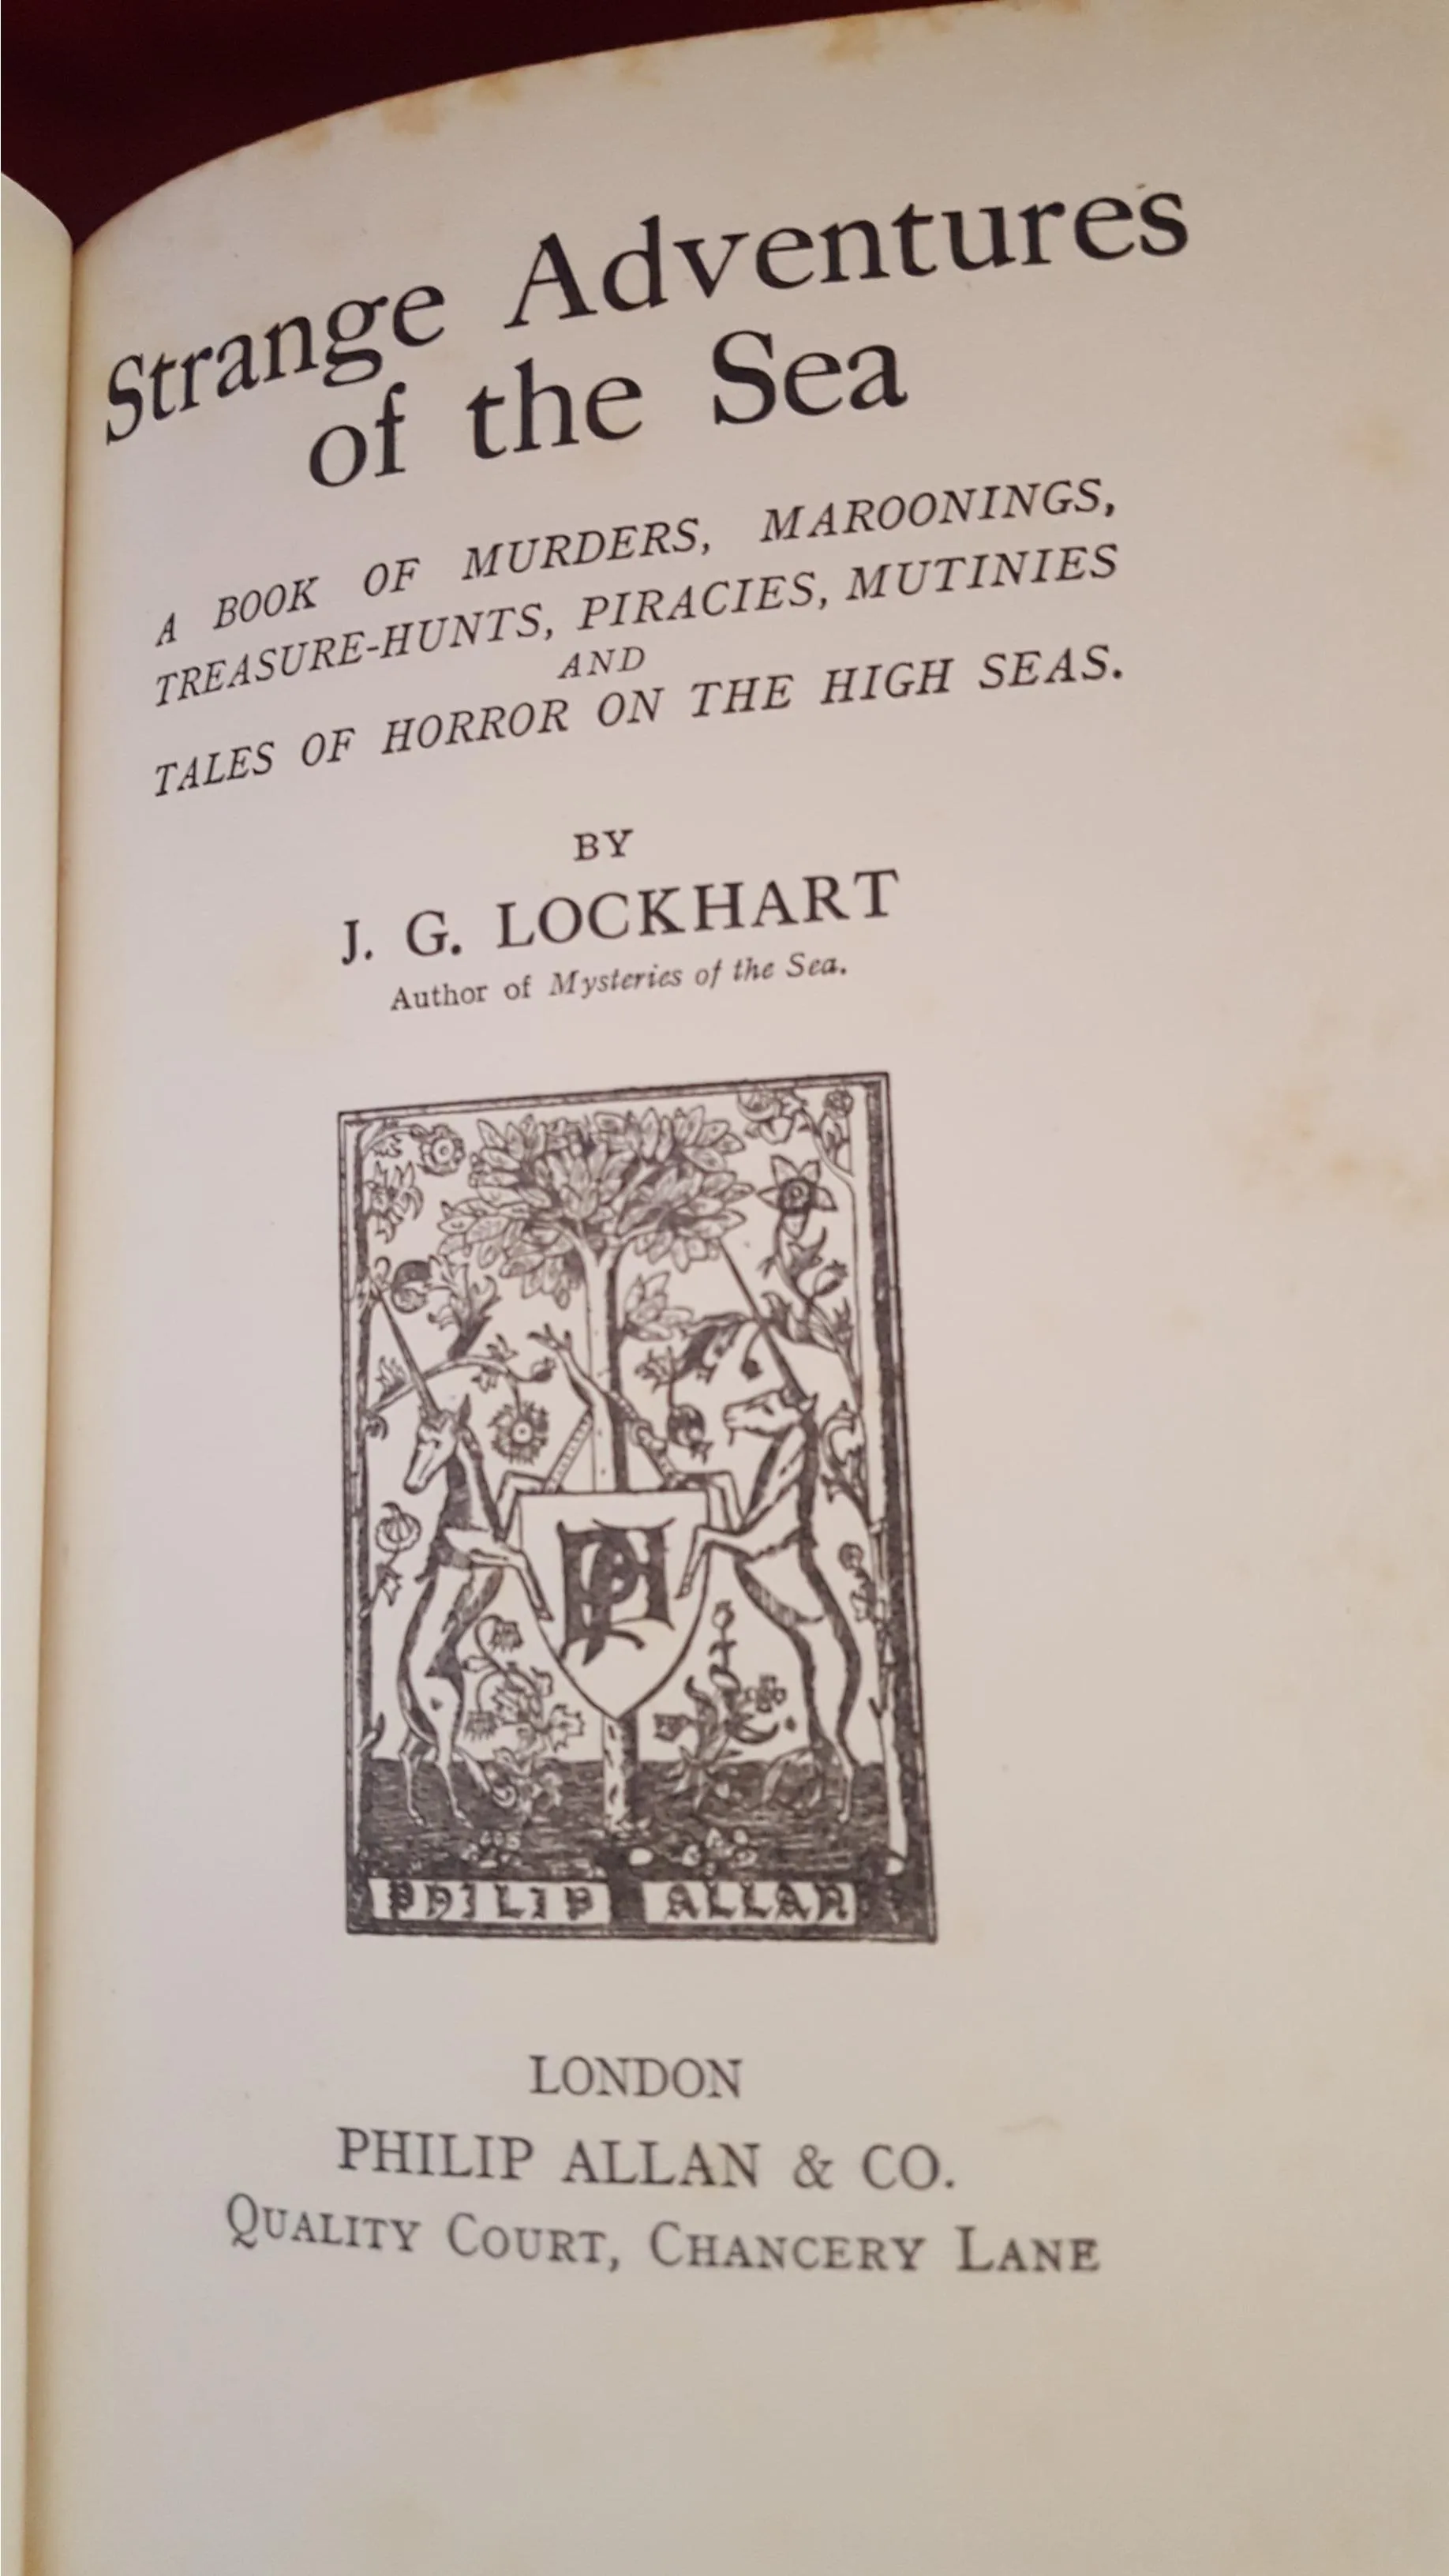 Strange Adventures
of the Sea
A BOOK OF MURDERS, MAROONINGS,
TREASURE-HUNTS, PIRACIES, MUTINIES
AND
TALES OF HORROR ON THE HIGH SEAS.
BY
J. G. LOCKHART
Author of Mysteries of the Sea.
PA
PHILIP ALLAN
LONDON
PHILIP ALLAN & CO.
QUALITY COURT, CHANCERY LANE